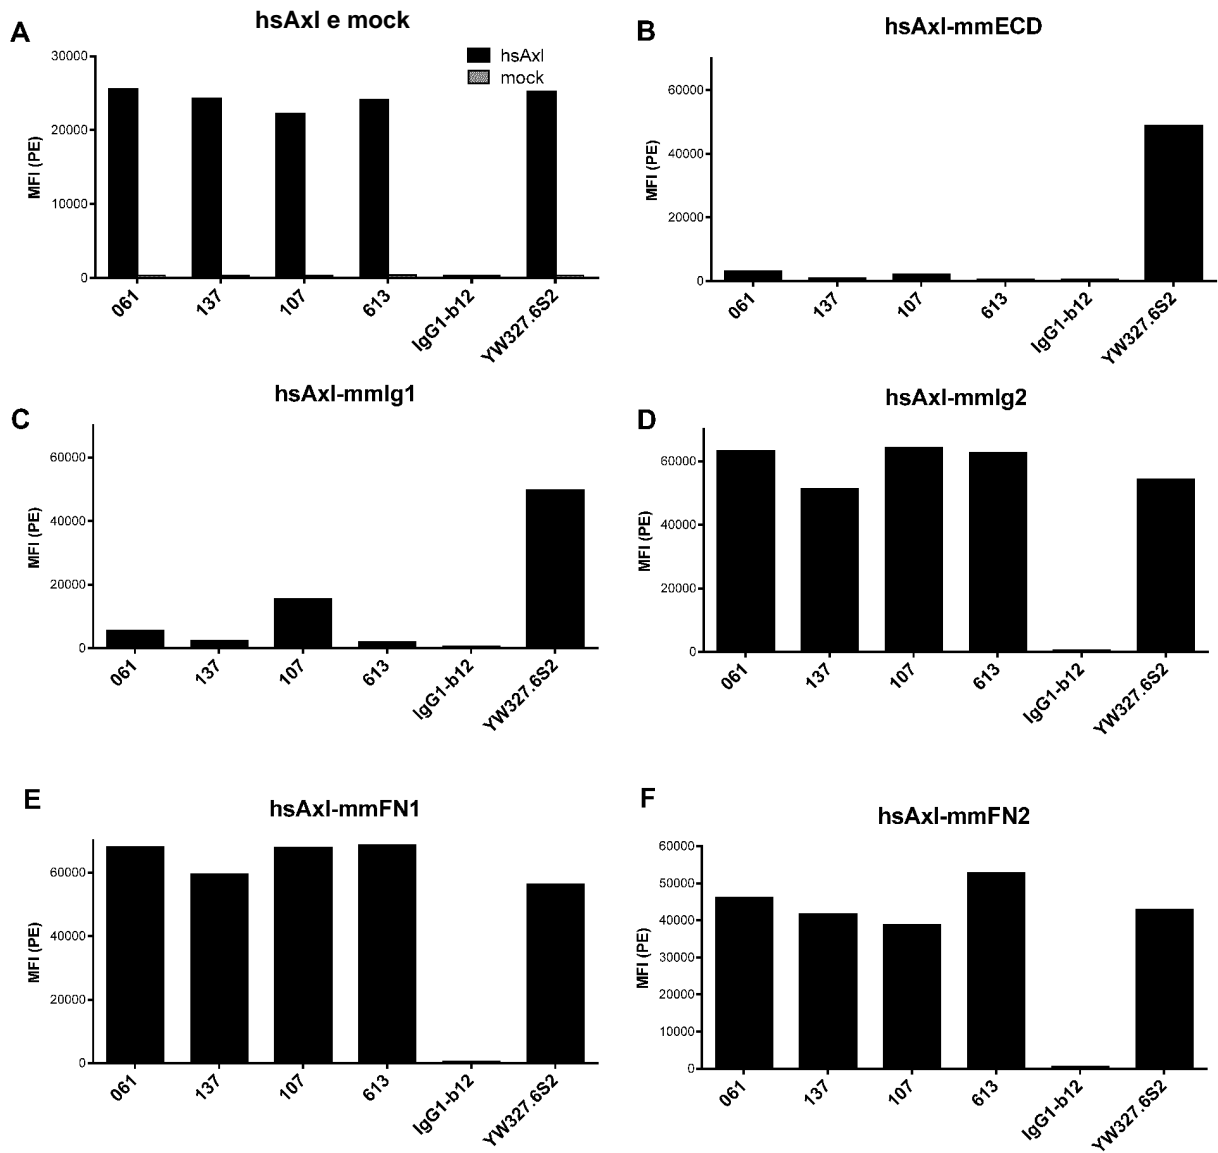 A
hsAxl e mock
hsAxl
mock
30000
20000
10000
0
MFI (PE)
061
137
107
613
IgG1-b12
YW327.6S2
B
hsAxl-mmECD
60000
40000
20000
0
MFI (PE)
061
137
107
613
IgG1-b12
YW327.6S2
C
hsAxl-mmIg1
60000
40000
20000
0
MFI (PE)
061
137
107
613
IgG1-b12
YW327.6S2
D
hsAxl-mmIg2
60000
40000
20000
0
MFI (PE)
061
137
107
613
IgG1-b12
YW327.6S2
E
hsAxl-mmFN1
60000
40000
20000
0
MFI (PE)
061
137
107
613
IgG1-b12
YW327.6S2
F
hsAxl-mmFN2
60000
50000
40000
30000
20000
10000
0
MFI (PE)
061
137
107
613
IgG1-b12
YW327.6S2